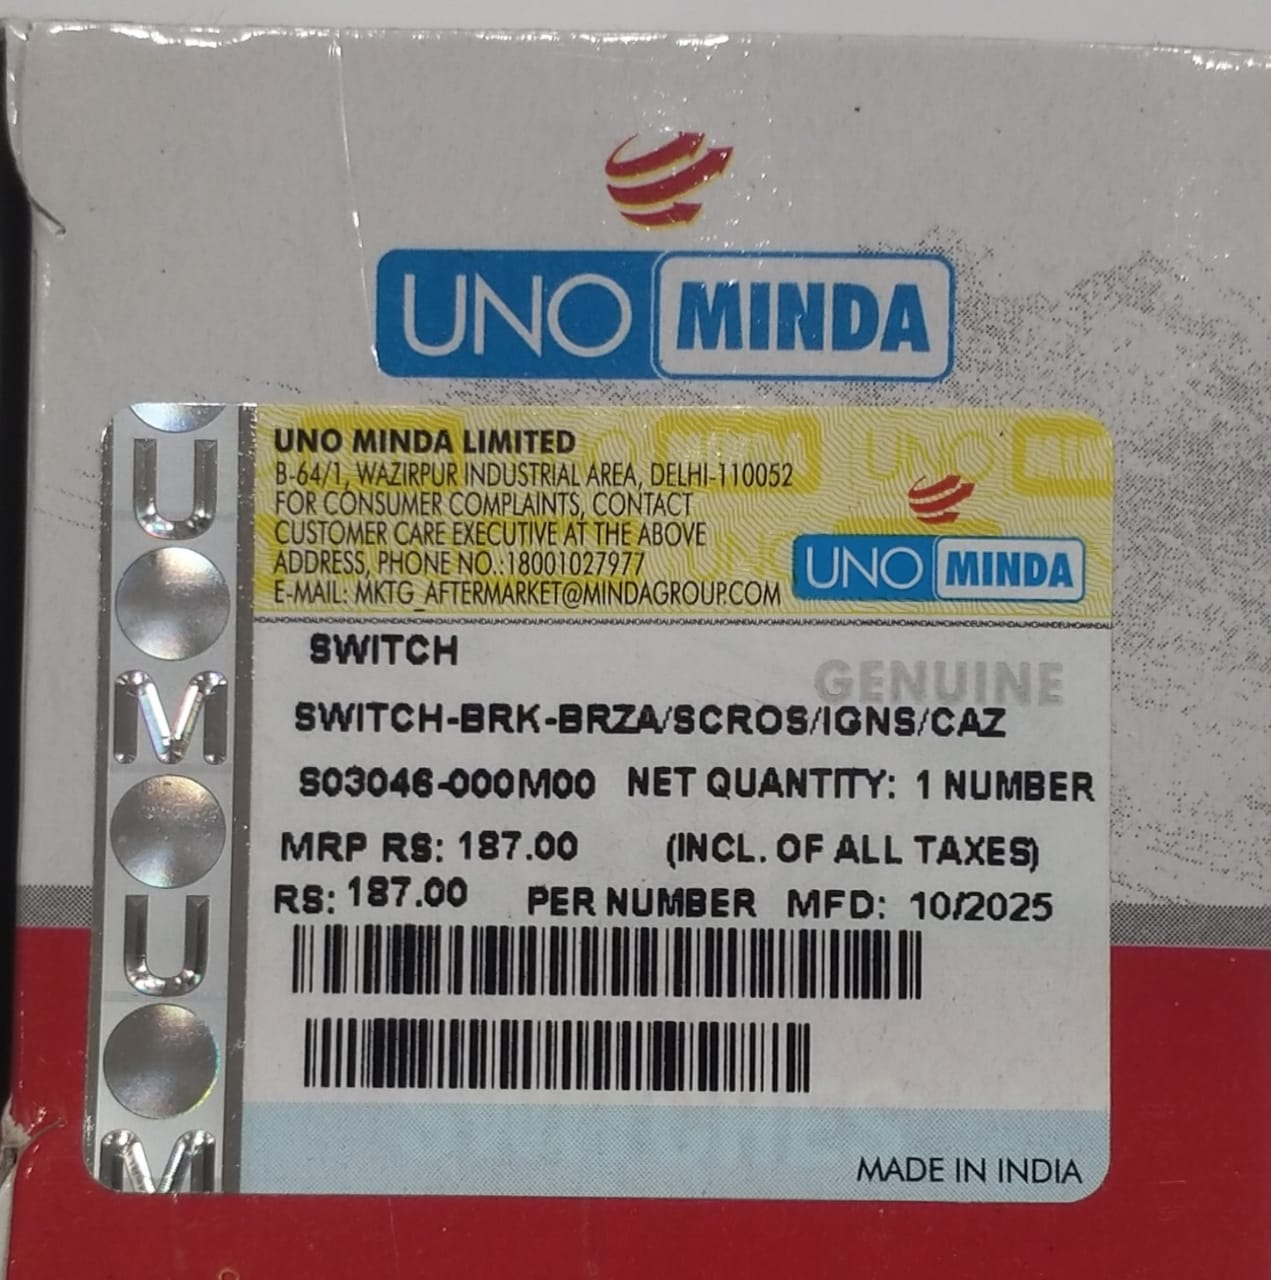 UNO MINDA
UNO MINDA LIMITED
B-64/1, WAZIRPUR INDUSTRIAL AREA, DELHI-110052
FOR CONSUMER COMPLAINTS, CONTACT
CUSTOMER CARE EXECUTIVE AT THE ABOVE
ADDRESS, PHONE NO.:18001027977
E-MAIL: MKTG_AFTERMARKET@MINDAGROUP.COM
UNO MINDA
SWITCH
GENUINE
SWITCH-BRK-BRZA/SCROS/IGNS/CAZ
S03046-000M00 NET QUANTITY: 1 NUMBER
MRP RS: 187.00 (INCL. OF ALL TAXES)
RS: 187.00 PER NUMBER MFD: 10/2025
MADE IN INDIA
UOMOUOM